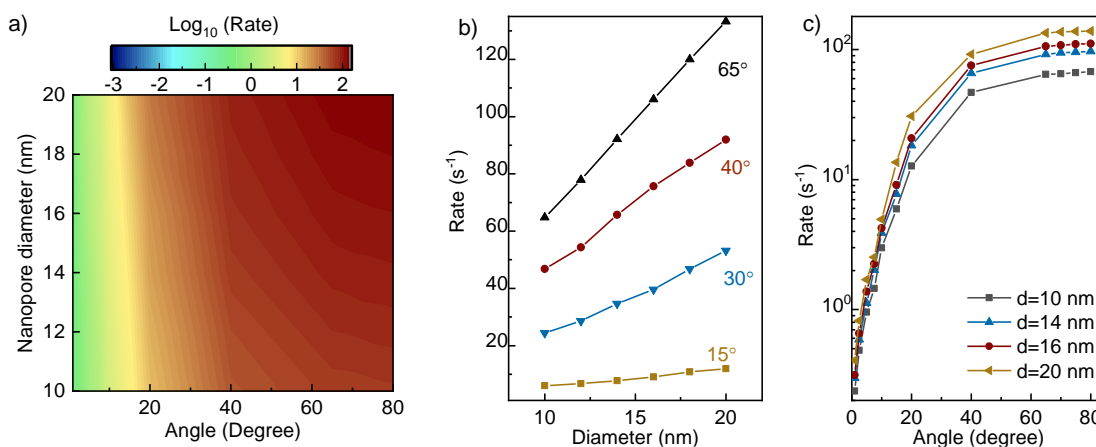 a)
Log10 (Rate)
-3 -2 -1 0 1 2
20
18
16
14
12
10
Nanopore diameter (nm)
20 40 60 80
Angle (Degree)
b)
120
100
80
60
40
20
Rate (s-1)
65°
40°
30°
15°
10 15 20
Diameter (nm)
c)
10²
10¹
10⁰
Rate (s-1)
d=10 nm
d=14 nm
d=16 nm
d=20 nm
0 20 40 60 80
Angle (degree)